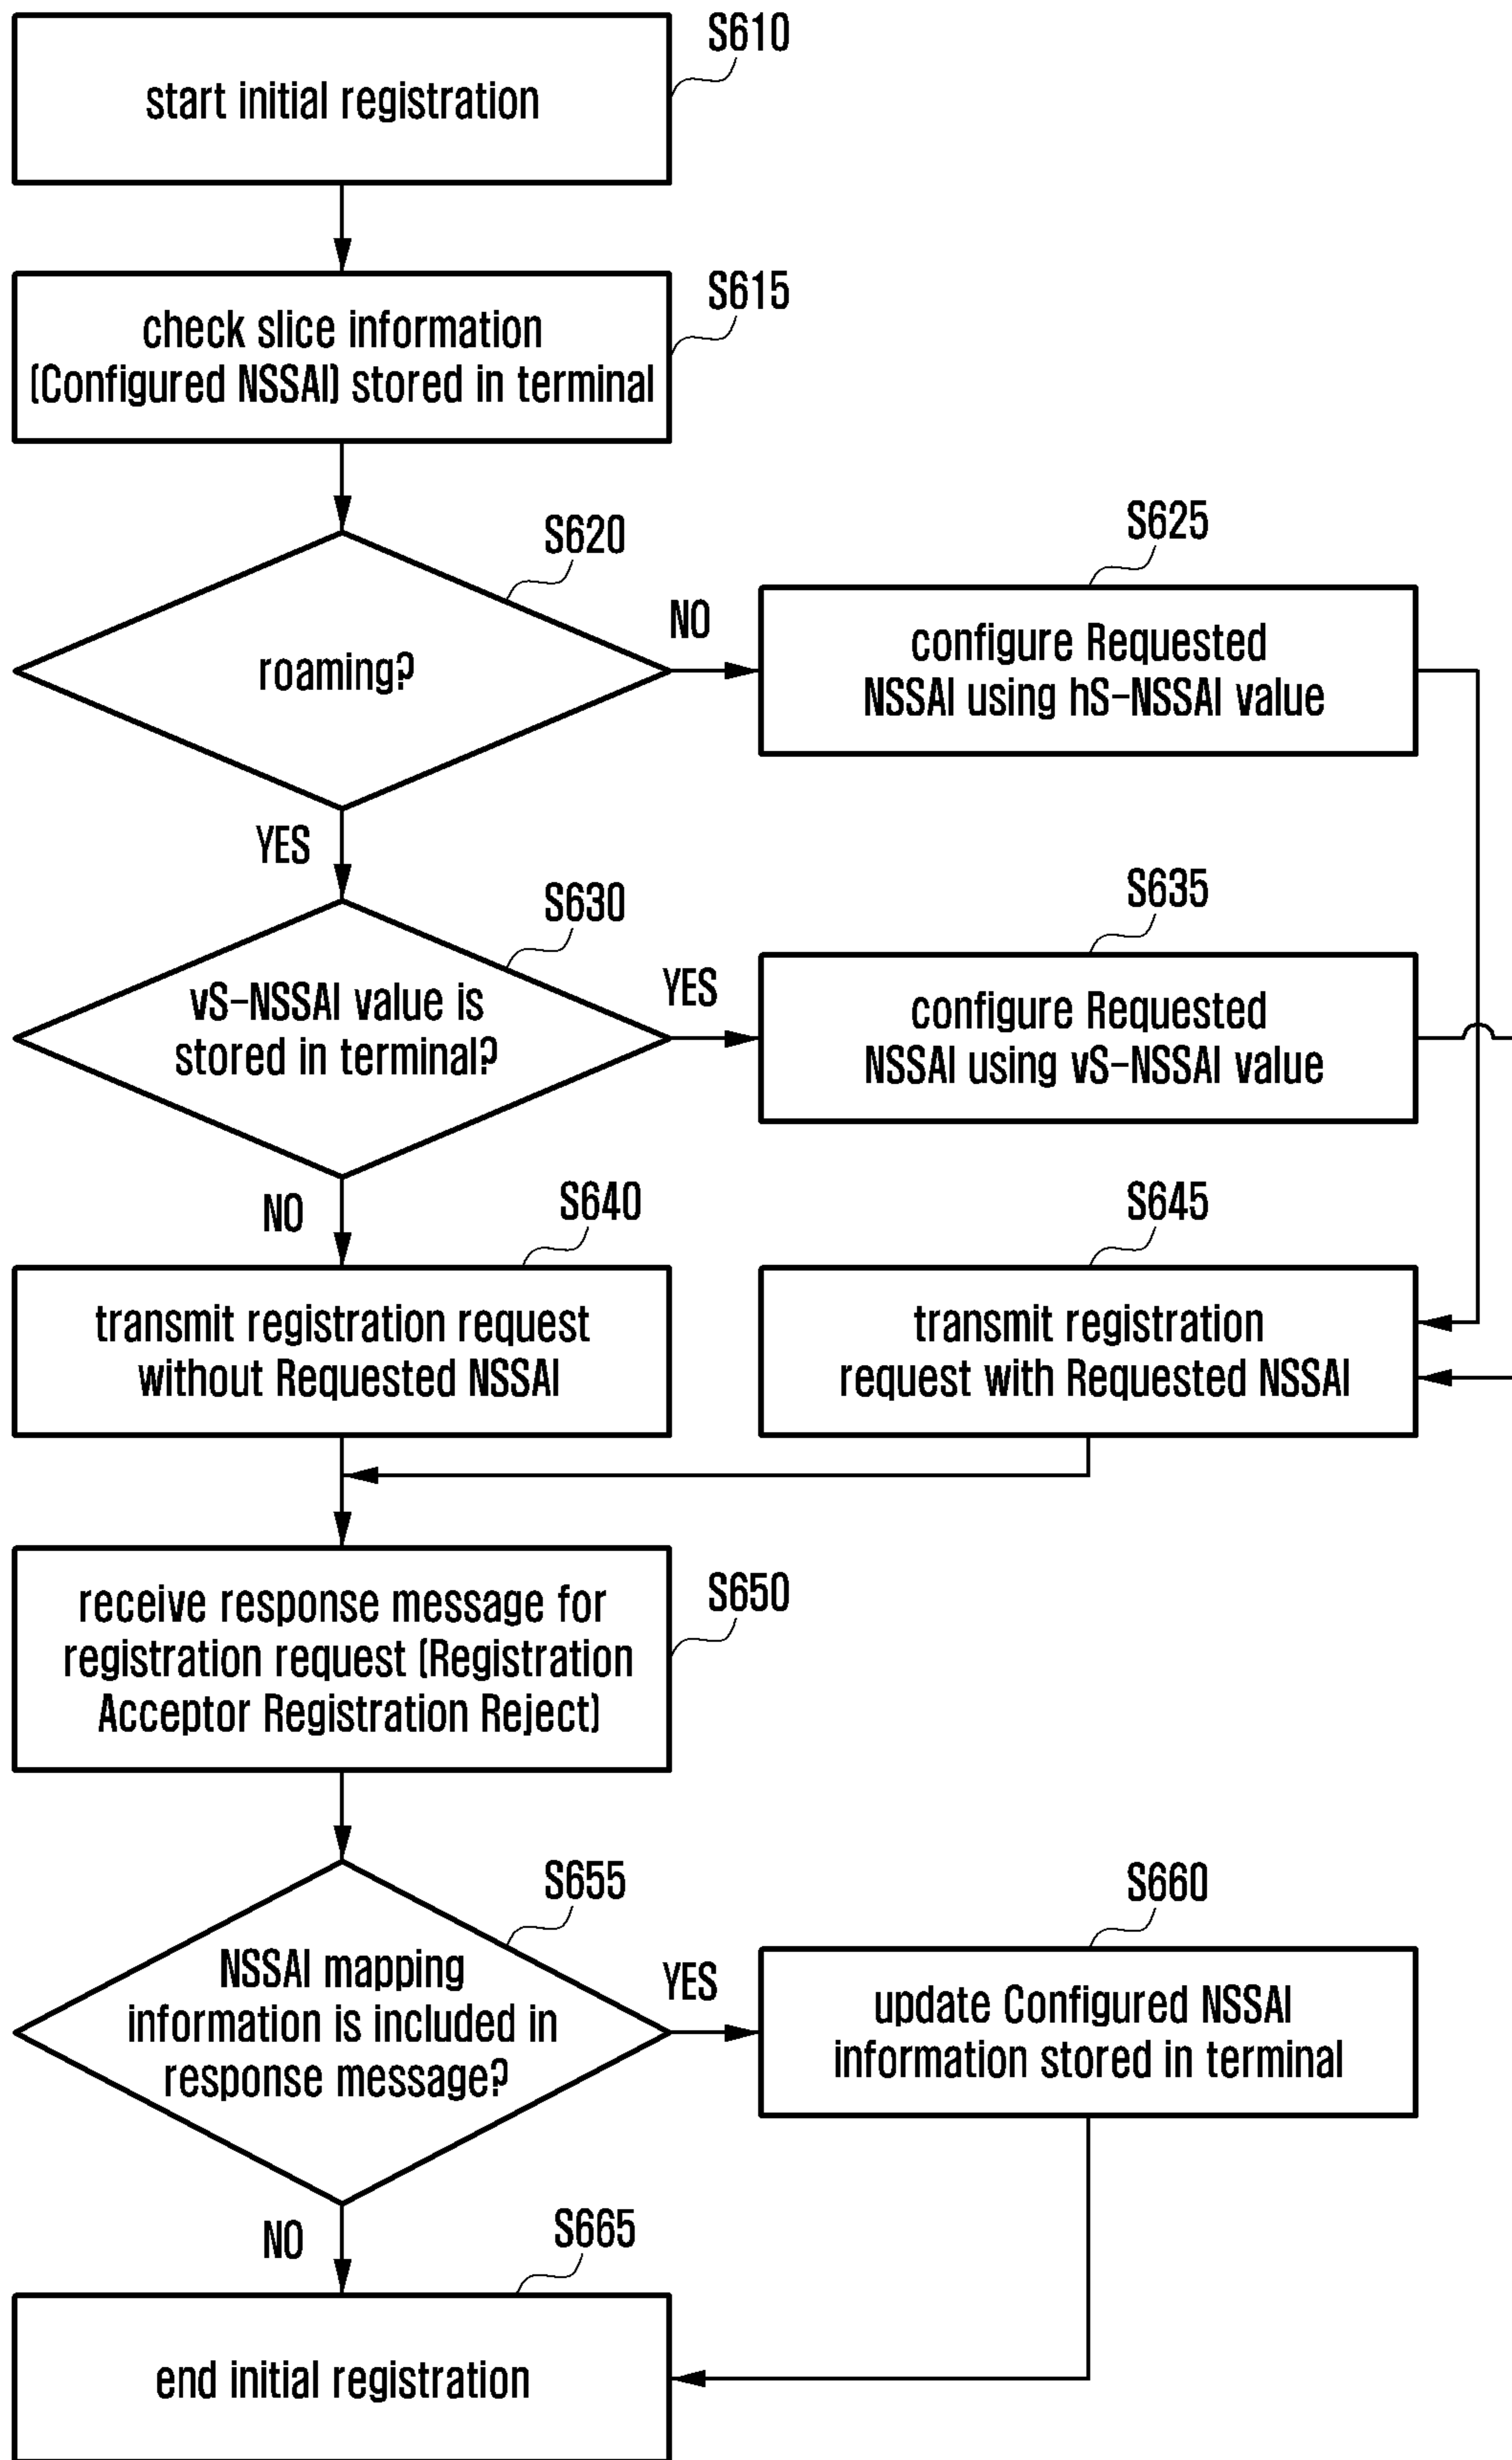 S610
start initial registration
S615
check slice information
(Configured NSSAI) stored in terminal
S620
roaming?
NO
S625
configure Requested
NSSAI using hS-NSSAI value
YES
S630
vS-NSSAI value is
stored in terminal?
YES
S635
configure Requested
NSSAI using vS-NSSAI value
NO
S640
transmit registration request
without Requested NSSAI
S645
transmit registration
request with Requested NSSAI
S650
receive response message for
registration request (Registration
Acceptor Registration Reject)
S655
NSSAI mapping
information is included in
response message?
YES
S660
update Configured NSSAI
information stored in terminal
NO
S665
end initial registration